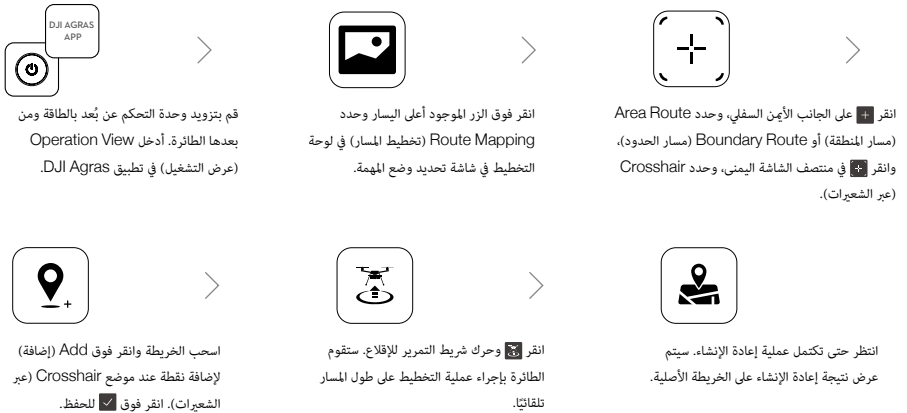 DJI AGRAS
APP
قم بتزويد وحدة التحكم عن بُعد بالطاقة ومن
بعدها الطائرة. أدخل Operation View
(عرض التشغيل) في تطبيق DJI Agras.
انقر فوق الزر الموجود أعلى اليسار وحدد
Route Mapping (تخطيط المسار) في لوحة
التخطيط في شاشة تحديد وضع المهمة.
انقر + على الجانب الأيمن السفلي، وحدد Area Route
(مسار المنطقة) أو Boundary Route (مسار الحدود)،
وانقر في منتصف الشاشة اليمنى، وحدد Crosshair
(عبر الشعيرات).
اسحب الخريطة وانقر فوق Add (إضافة)
لإضافة نقطة عند موضع Crosshair (عبر
الشعيرات). انقر فوق للحفظ.
انقر وحرك شريط التمرير للإقلاع. ستقوم
الطائرة بإجراء عملية التخطيط على طول المسار
تلقائيًا.
انتظر حتى تكتمل عملية إعادة الإنشاء. سيتم
عرض نتيجة إعادة الإنشاء على الخريطة الأصلية.